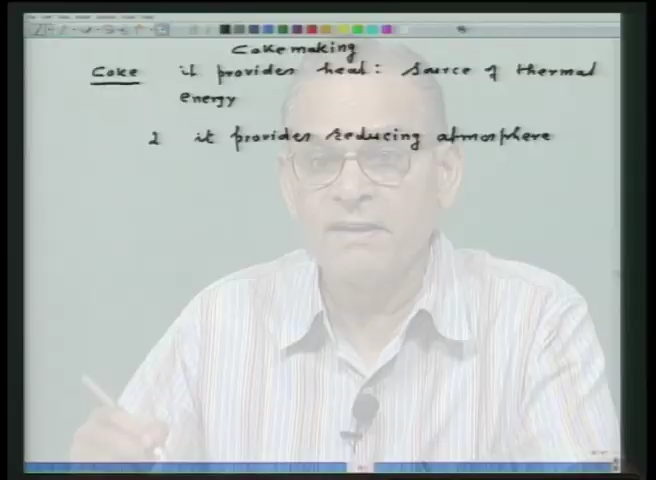 Cokemaking
Coke it provides heat: source of thermal
energy
2 it provides reducing atmosphere